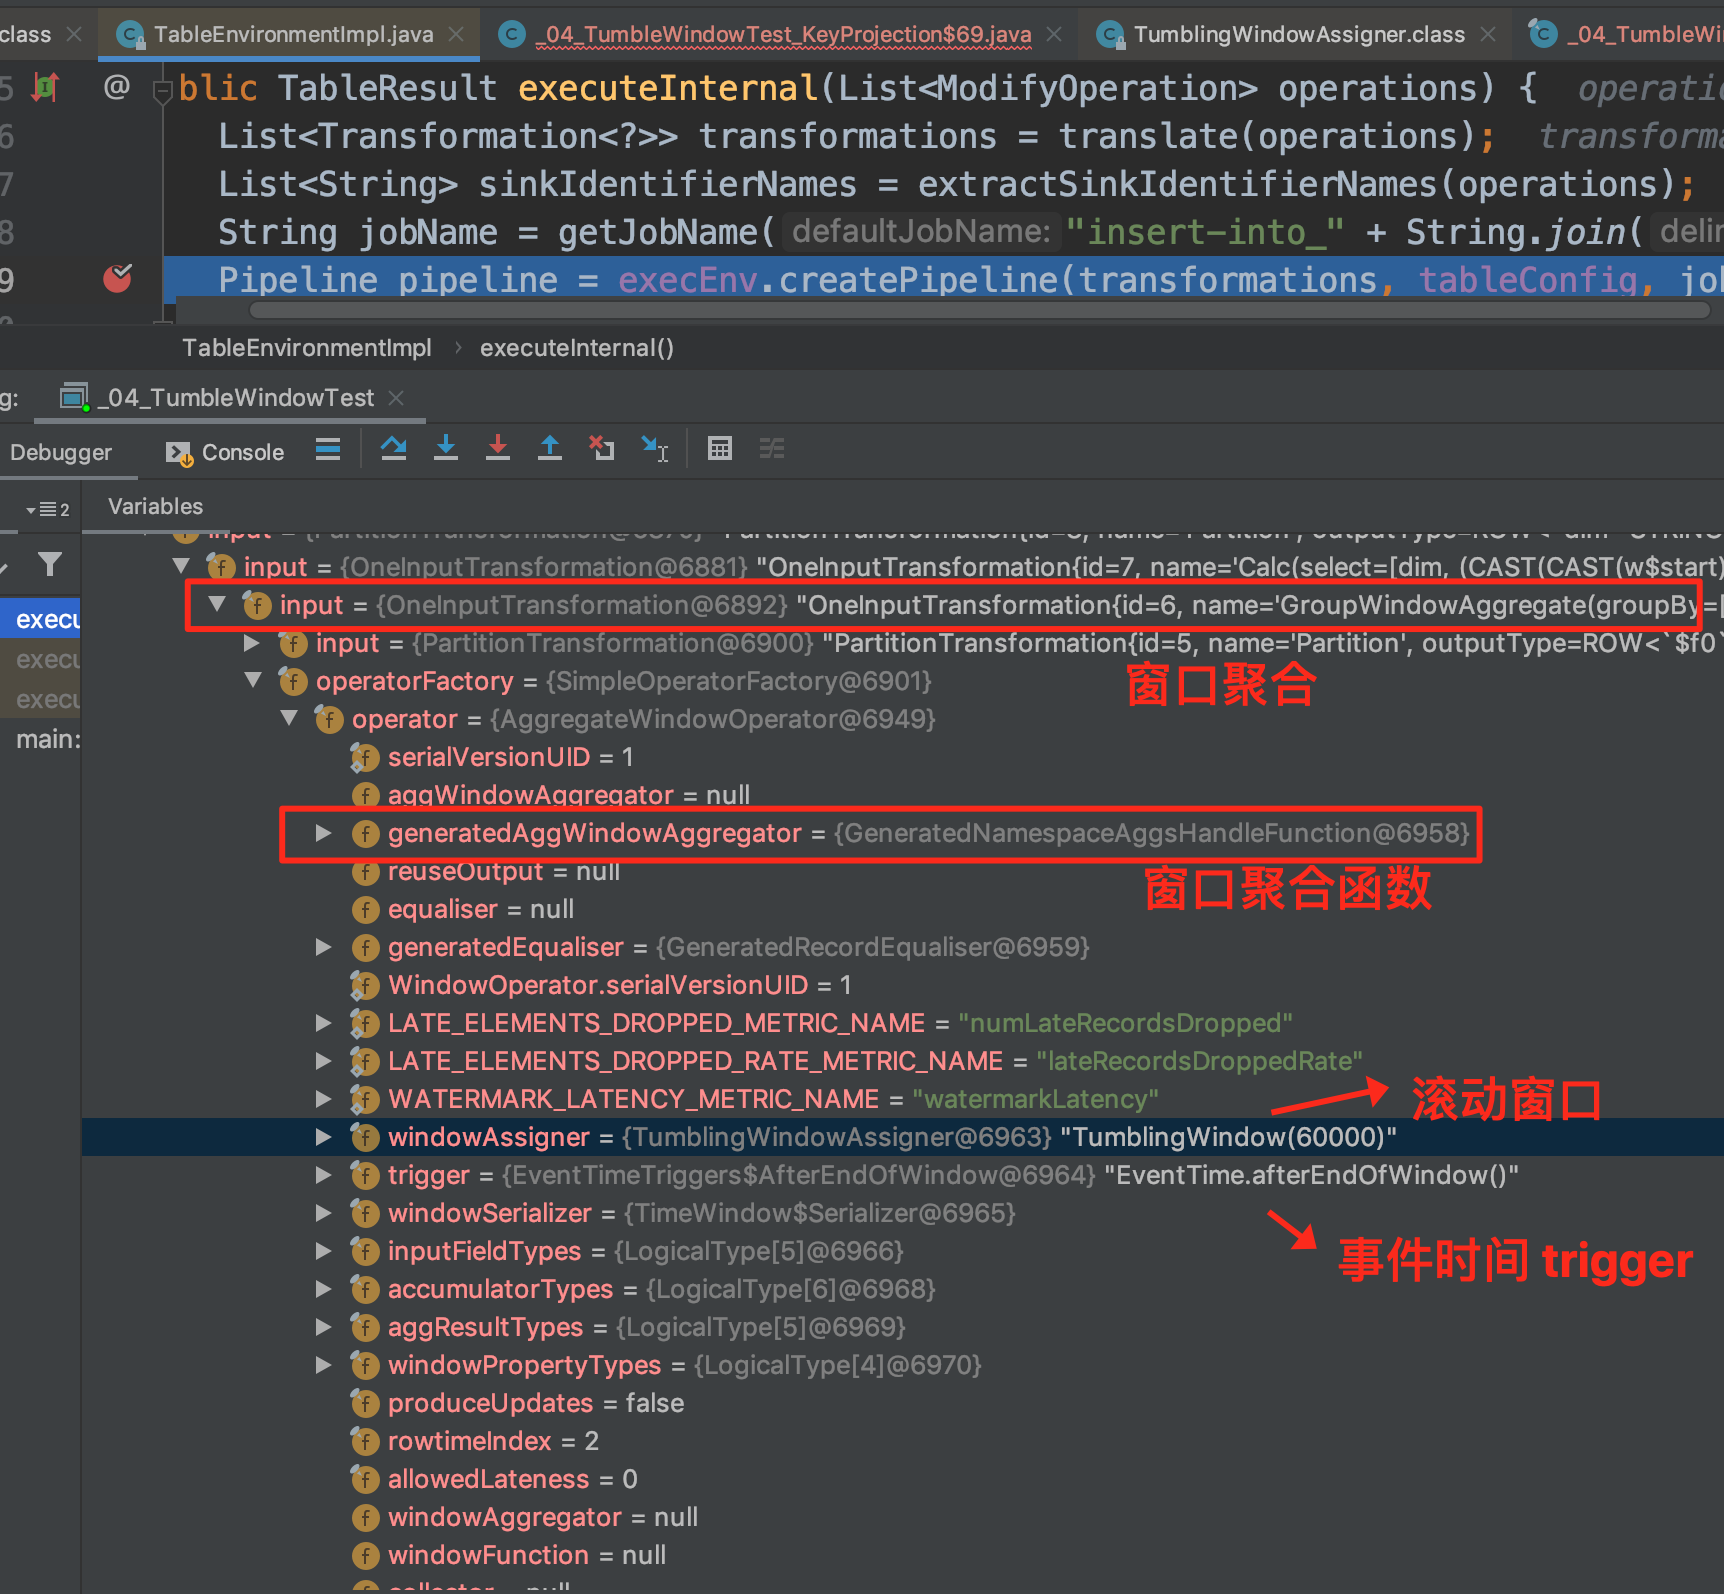 class TableEnvironmentImpl.java _04_TumbleWindowTest_KeyProjection$69.java TumblingWindowAssigner.class _04_TumbleWi
5 @ blic TableResult executeInternal(List<ModifyOperation> operations) { operatio
6 List<Transformation<?>> transformations = translate(operations); transforma
7 List<String> sinkIdentifierNames = extractSinkIdentifierNames(operations);
8 String jobName = getJobName( defaultJobName: "insert-into_" + String.join( delim
9 Pipeline pipeline = execEnv.createPipeline(transformations, tableConfig, jo
TableEnvironmentImpl › executeInternal()
g: _04_TumbleWindowTest
Debugger Console
2 Variables
input = {OneInputTransformation@6881} "OneInputTransformation{id=7, name='Calc(select=[dim, (CAST(CAST(w$start)
input = {OneInputTransformation@6892} "OneInputTransformation{id=6, name='GroupWindowAggregate(groupBy=[
input = {PartitionTransformation@6900} "PartitionTransformation{id=5, name='Partition', outputType=ROW<`$f0`
窗口聚合
operatorFactory = {SimpleOperatorFactory@6901}
operator = {AggregateWindowOperator@6949}
serialVersionUID = 1
aggWindowAggregator = null
generatedAggWindowAggregator = {GeneratedNamespaceAggsHandleFunction@6958}
reuseOutput = null
窗口聚合函数
equaliser = null
generatedEqualiser = {GeneratedRecordEqualiser@6959}
WindowOperator.serialVersionUID = 1
LATE_ELEMENTS_DROPPED_METRIC_NAME = "numLateRecordsDropped"
LATE_ELEMENTS_DROPPED_RATE_METRIC_NAME = "lateRecordsDroppedRate"
WATERMARK_LATENCY_METRIC_NAME = "watermarkLatency"
滚动窗口
windowAssigner = {TumblingWindowAssigner@6963} "TumblingWindow(60000)"
trigger = {EventTimeTriggers$AfterEndOfWindow@6964} "EventTime.afterEndOfWindow()"
windowSerializer = {TimeWindow$Serializer@6965}
事件时间 trigger
inputFieldTypes = {LogicalType[5]@6966}
accumulatorTypes = {LogicalType[6]@6968}
aggResultTypes = {LogicalType[5]@6969}
windowPropertyTypes = {LogicalType[4]@6970}
produceUpdates = false
rowtimeIndex = 2
allowedLateness = 0
windowAggregator = null
windowFunction = null
execu
execu
execu
main: